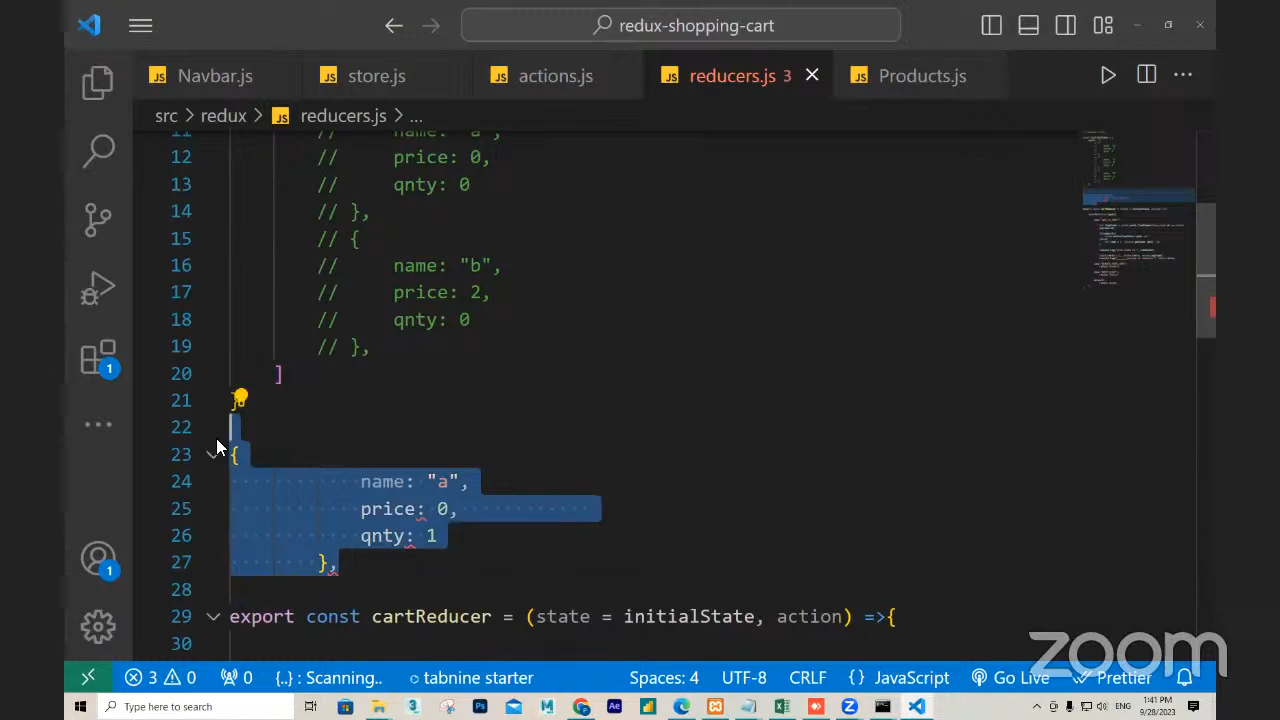 redux-shopping-cart
Navbar.js
store.js
actions.js
reducers.js 3
Products.js
src > redux > reducers.js > ...
11 // name: "a",
12 // price: 0,
13 // qnty: 0
14 // },
15 // {
16 // name: "b",
17 // price: 2,
18 // qnty: 0
19 // },
20 ]
21 }
22
23 {
24 name: "a",
25 price: 0,
26 qnty: 1
27 },
28
29 export const cartReducer = (state = initialState, action) =>{
30
1
1
zoom
3 0 0 {..} : Scanning.. tabnine starter Spaces: 4 UTF-8 CRLF {} JavaScript Go Live Prettier
Type here to search
1:41 PM
9/28/2023